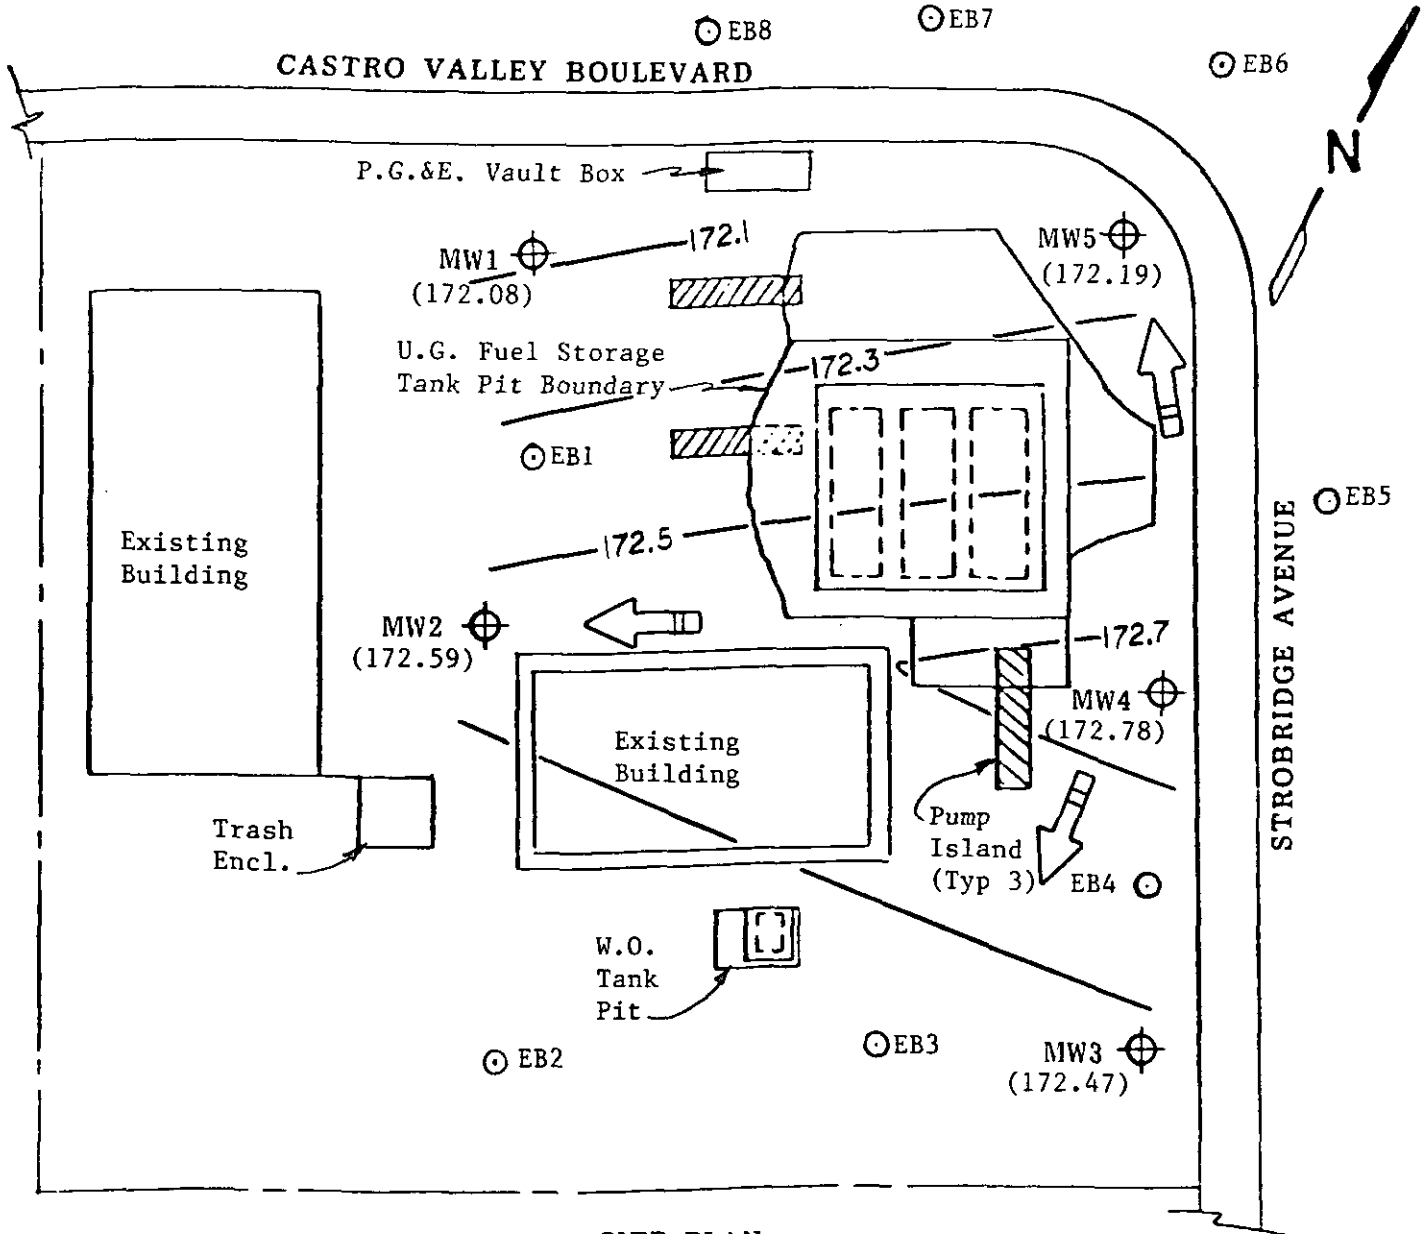 EB8
EB7
EB6
CASTRO VALLEY BOULEVARD
N
P.G.&E. Vault Box
172.1
MW1
(172.08)
MW5
(172.19)
U.G. Fuel Storage
Tank Pit Boundary
172.3
EB1
172.5
EB5
Existing
Building
STROBRIDGE AVENUE
MW2
(172.59)
172.7
MW4
(172.78)
Existing
Building
Trash
Encl.
Pump
Island
(Typ 3)
EB4
W.O.
Tank
Pit
EB2
EB3
MW3
(172.47)